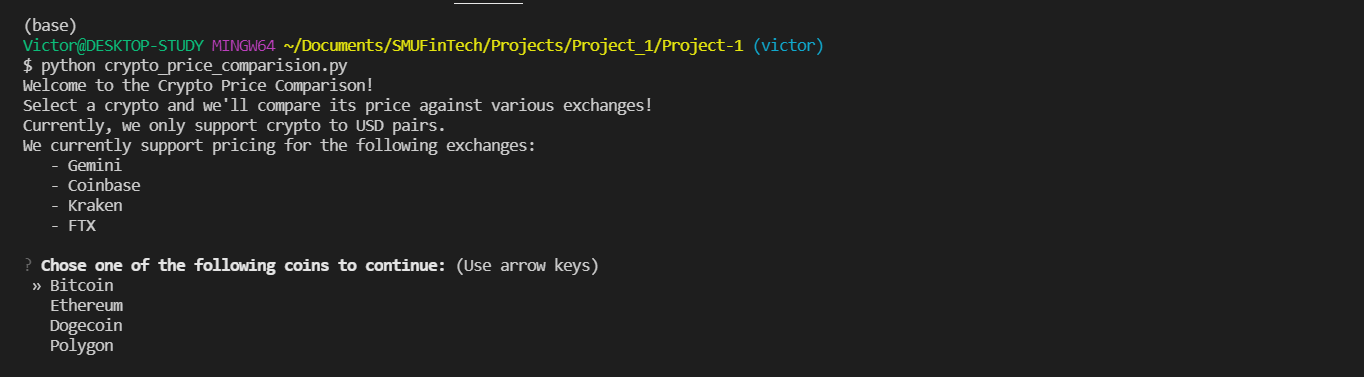 (base)
Victor@DESKTOP-STUDY MINGW64 ~/Documents/SMUFinTech/Projects/Project_1/Project-1 (victor)
$ python crypto_price_comparision.py
Welcome to the Crypto Price Comparison!
Select a crypto and we'll compare its price against various exchanges!
Currently, we only support crypto to USD pairs.
We currently support pricing for the following exchanges:
- Gemini
- Coinbase
- Kraken
- FTX
? Chose one of the following coins to continue: (Use arrow keys)
» Bitcoin
Ethereum
Dogecoin
Polygon